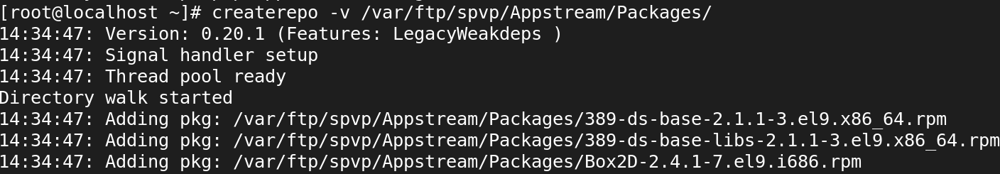 [root@localhost ~]# createrepo -v /var/ftp/spvp/Appstream/Packages/
14:34:47: Version: 0.20.1 (Features: LegacyWeakdeps )
14:34:47: Signal handler setup
14:34:47: Thread pool ready
Directory walk started
14:34:47: Adding pkg: /var/ftp/spvp/Appstream/Packages/389-ds-base-2.1.1-3.el9.x86_64.rpm
14:34:47: Adding pkg: /var/ftp/spvp/Appstream/Packages/389-ds-base-libs-2.1.1-3.el9.x86_64.rpm
14:34:47: Adding pkg: /var/ftp/spvp/Appstream/Packages/Box2D-2.4.1-7.el9.i686.rpm